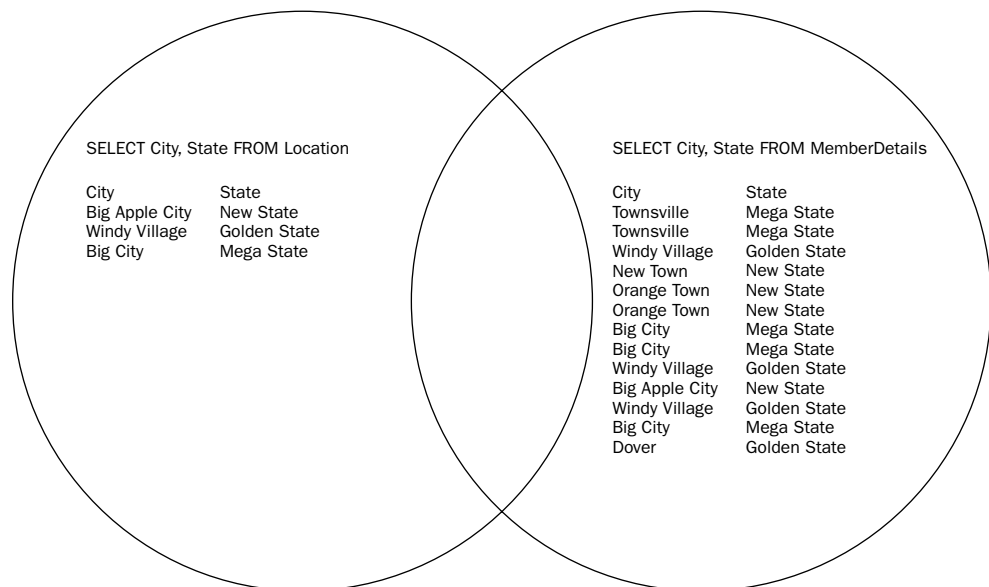 SELECT City, State FROM Location
City State
Big Apple City New State
Windy Village Golden State
Big City Mega State
SELECT City, State FROM MemberDetails
City State
Townsville Mega State
Townsville Mega State
Windy Village Golden State
New Town New State
Orange Town New State
Orange Town New State
Big City Mega State
Big City Mega State
Windy Village Golden State
Big Apple City New State
Windy Village Golden State
Big City Mega State
Dover Golden State